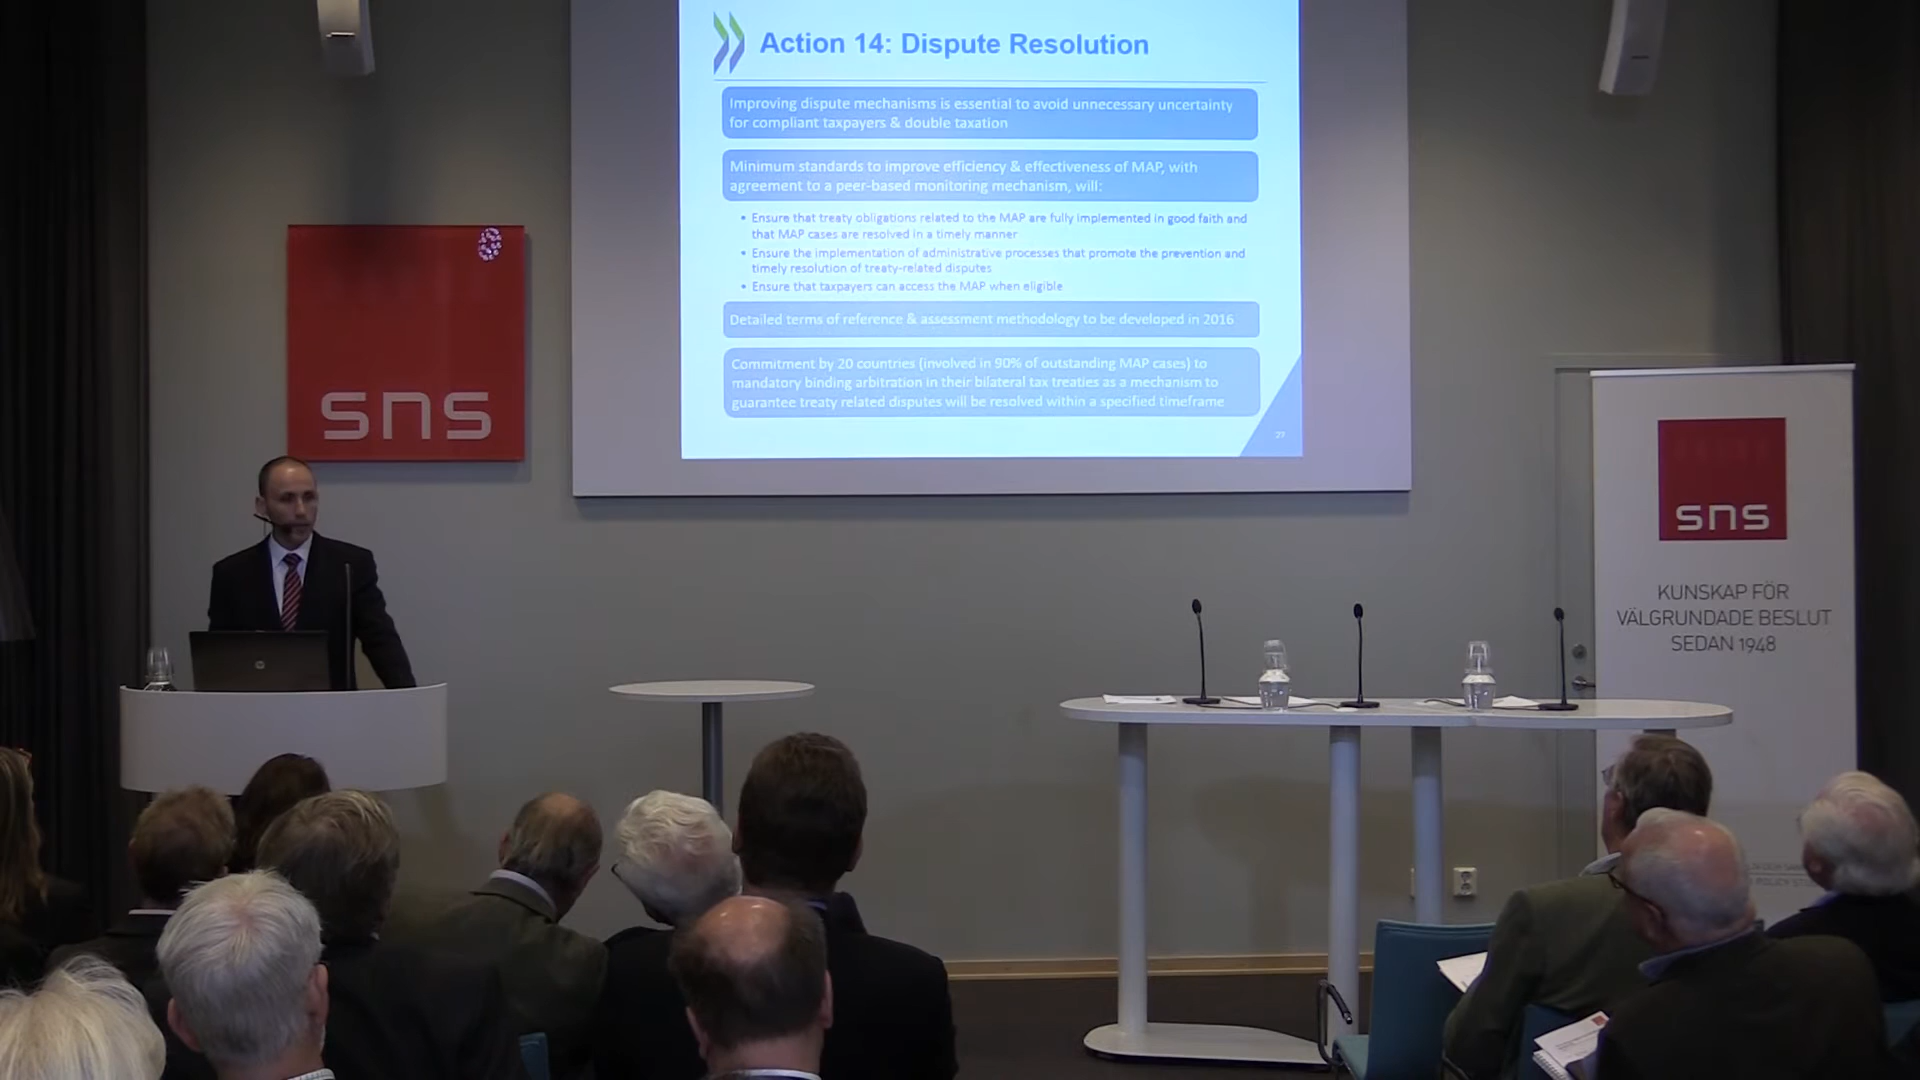 Action 14: Dispute Resolution
Improving dispute mechanisms is essential to avoid unnecessary uncertainty
for compliant taxpayers & double taxation
Minimum standards to improve efficiency & effectiveness of MAP, with
agreement to a peer-based monitoring mechanism, will:
• Ensure that treaty obligations related to the MAP are fully implemented in good faith and
that MAP cases are resolved in a timely manner
• Ensure the implementation of administrative processes that promote the prevention and
timely resolution of treaty-related disputes
• Ensure that taxpayers can access the MAP when eligible
Detailed terms of reference & assessment methodology to be developed in 2016
Commitment by 20 countries (involved in 90% of outstanding MAP cases) to
mandatory binding arbitration in their bilateral tax treaties as a mechanism to
guarantee treaty related disputes will be resolved within a specified timeframe
27
sns
sns
KUNSKAP FÖR
VÄLGRUNDADE BESLUT
SEDAN 1948
hp